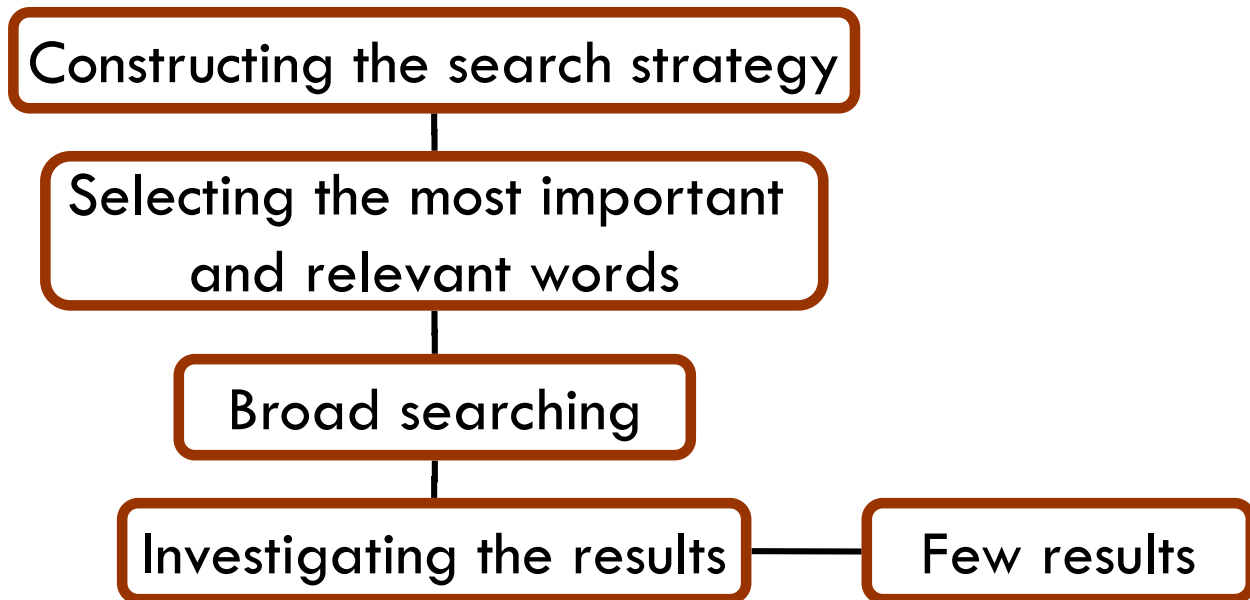 Constructing the search strategy
Selecting the most important
and relevant words
Broad searching
Investigating the results
Few results